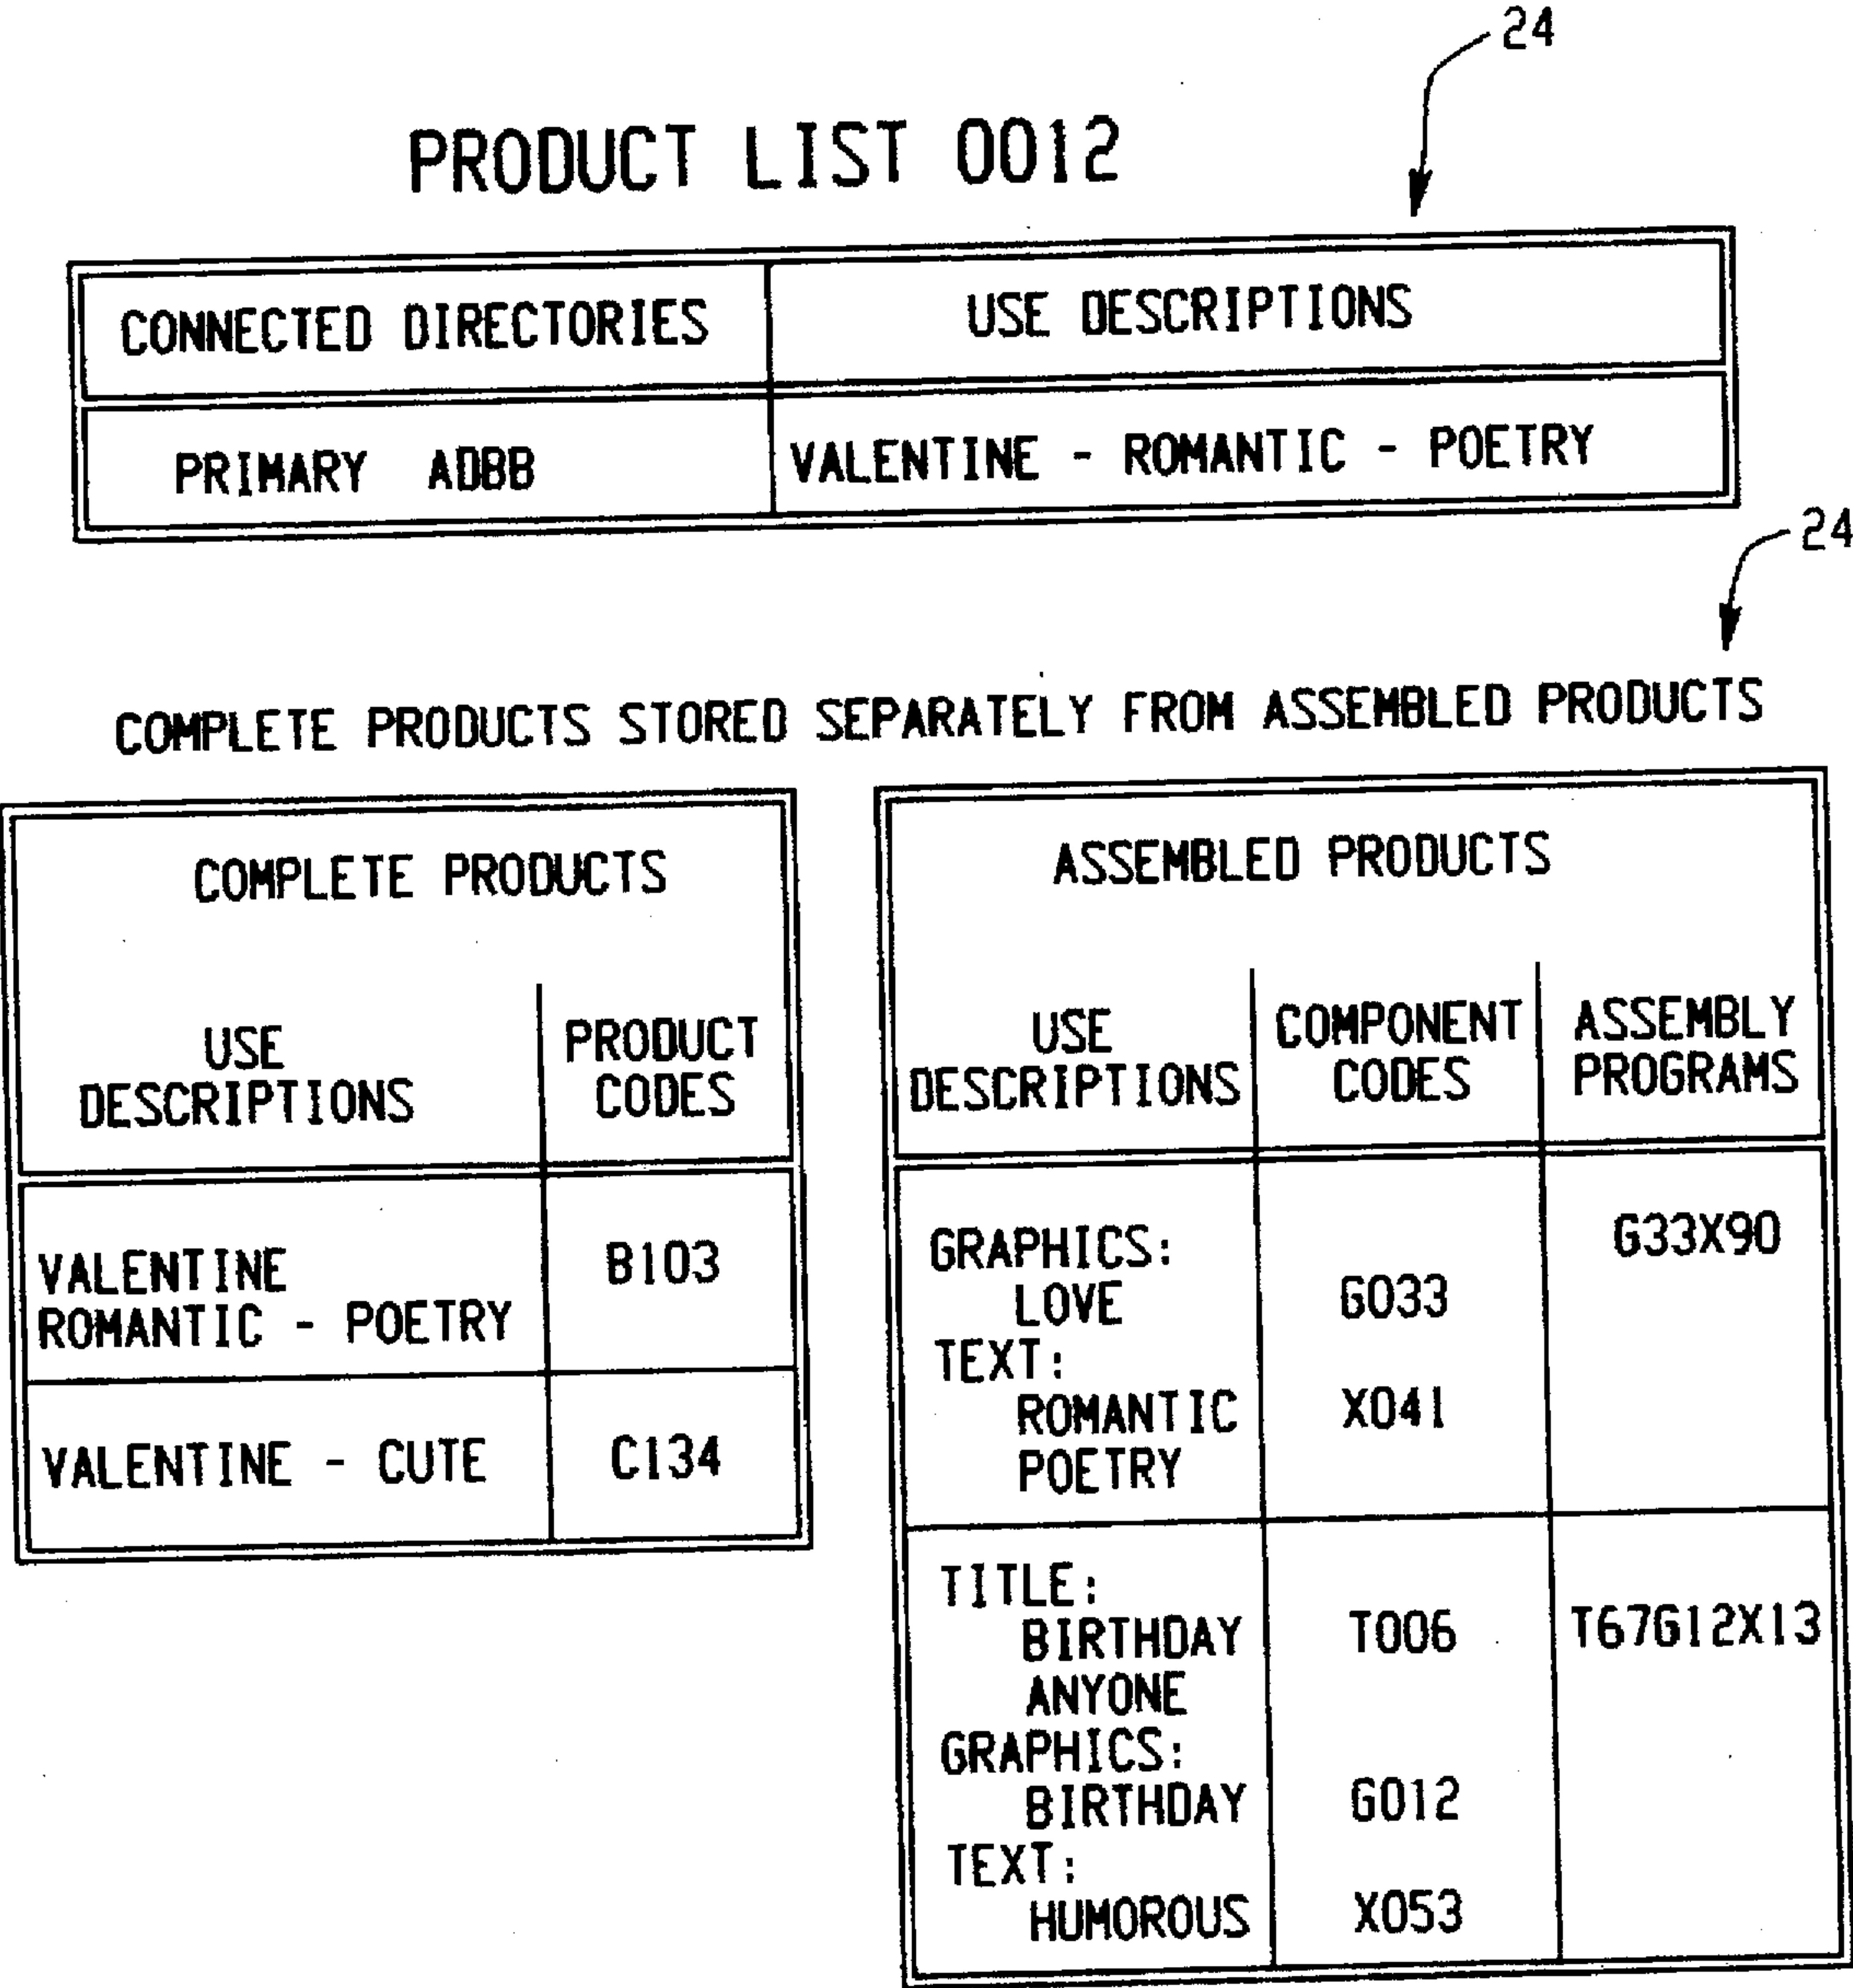 24
PRODUCT LIST 0012
CONNECTED DIRECTORIES USE DESCRIPTIONS
PRIMARY ADBB VALENTINE - ROMANTIC - POETRY
24
COMPLETE PRODUCTS STORED SEPARATELY FROM ASSEMBLED PRODUCTS
COMPLETE PRODUCTS
USE PRODUCT
DESCRIPTIONS CODES
VALENTINE B103
ROMANTIC - POETRY
VALENTINE - CUTE C134
ASSEMBLED PRODUCTS
USE COMPONENT ASSEMBLY
DESCRIPTIONS CODES PROGRAMS
GRAPHICS: G33X90
LOVE G033
TEXT:
ROMANTIC X041
POETRY
TITLE:
BIRTHDAY T006 T67G12X13
ANYONE
GRAPHICS:
BIRTHDAY G012
TEXT:
HUMOROUS X053